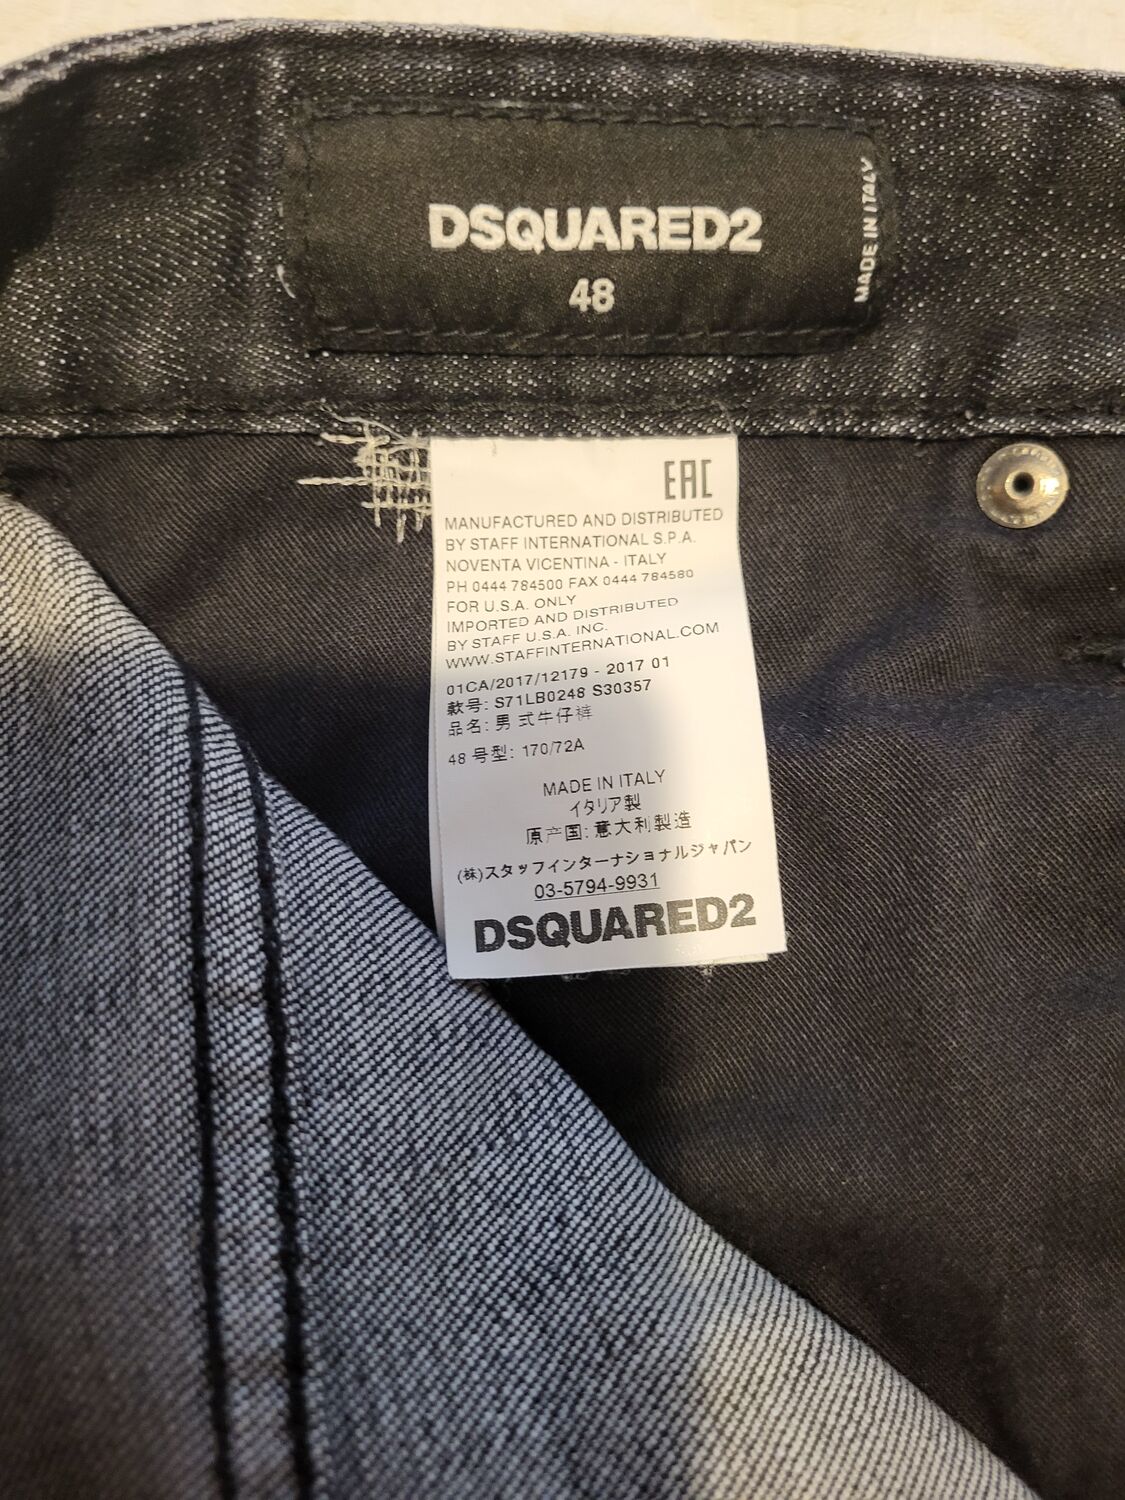 DSQUARED2
48
MADE IN ITALY
EAC
MANUFACTURED AND DISTRIBUTED
BY STAFF INTERNATIONAL S.P.A.
NOVENTA VICENTINA - ITALY
PH 0444 784500 FAX 0444 784580
FOR U.S.A. ONLY
IMPORTED AND DISTRIBUTED
BY STAFF U.S.A. INC.
WWW.STAFFINTERNATIONAL.COM
01CA/2017/12179 - 2017 01
款号: S71LB0248 S30357
品名: 男式牛仔裤
48 号型: 170/72A
MADE IN ITALY
イタリア製
原产国: 意大利製造
(株)スタッフインターナショナルジャパン
03-5794-9931
DSQUARED2